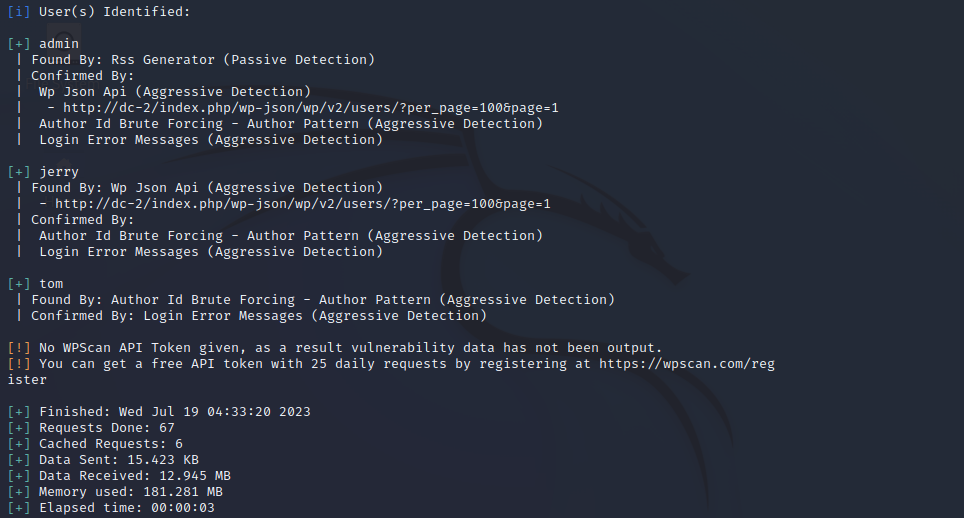 [i] User(s) Identified:

[+] admin
 | Found By: Rss Generator (Passive Detection)
 | Confirmed By:
 |  Wp Json Api (Aggressive Detection)
 |   - http://dc-2/index.php/wp-json/wp/v2/users/?per_page=100&page=1
 |  Author Id Brute Forcing - Author Pattern (Aggressive Detection)
 |  Login Error Messages (Aggressive Detection)

[+] jerry
 | Found By: Wp Json Api (Aggressive Detection)
 |  - http://dc-2/index.php/wp-json/wp/v2/users/?per_page=100&page=1
 | Confirmed By:
 |  Author Id Brute Forcing - Author Pattern (Aggressive Detection)
 |  Login Error Messages (Aggressive Detection)

[+] tom
 | Found By: Author Id Brute Forcing - Author Pattern (Aggressive Detection)
 | Confirmed By: Login Error Messages (Aggressive Detection)

[!] No WPScan API Token given, as a result vulnerability data has not been output.
[!] You can get a free API token with 25 daily requests by registering at https://wpscan.com/reg
ister

[+] Finished: Wed Jul 19 04:33:20 2023
[+] Requests Done: 67
[+] Cached Requests: 6
[+] Data Sent: 15.423 KB
[+] Data Received: 12.945 MB
[+] Memory used: 181.281 MB
[+] Elapsed time: 00:00:03